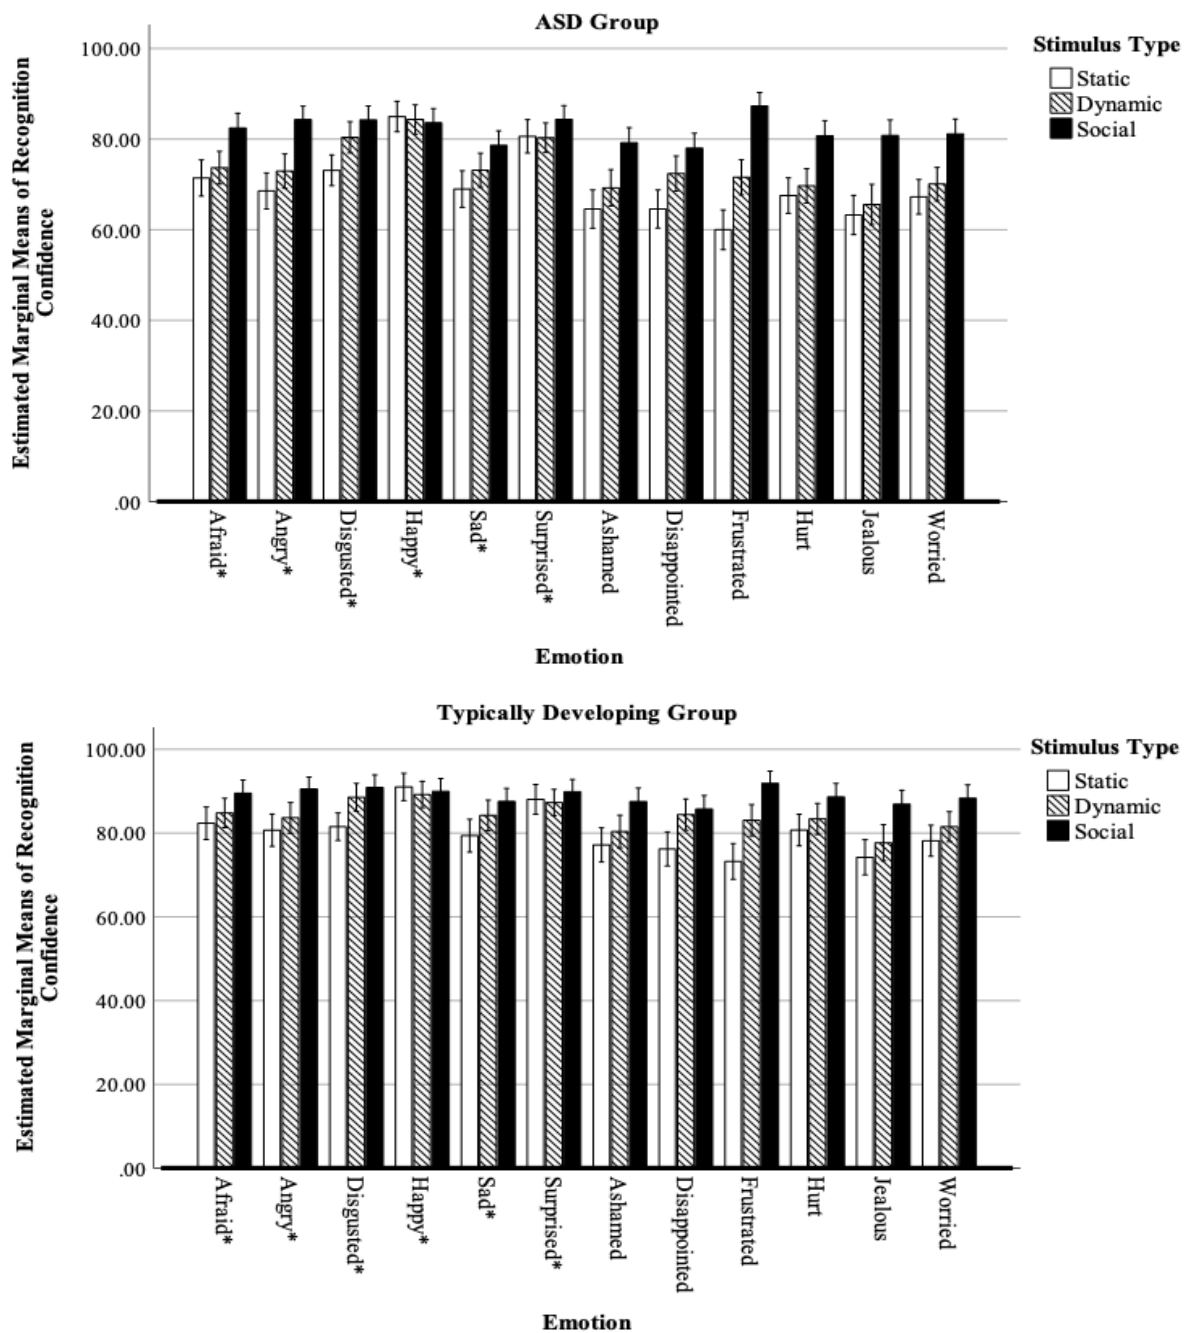 ASD Group
Stimulus Type
Static
Dynamic
Social
Estimated Marginal Means of Recognition
Confidence
100.00
80.00
60.00
40.00
20.00
.00
Afraid*
Angry*
Disgusted*
Happy*
Sad*
Surprised*
Ashamed
Disappointed
Frustrated
Hurt
Jealous
Worried
Emotion
Typically Developing Group
Stimulus Type
Static
Dynamic
Social
Estimated Marginal Means of Recognition
Confidence
100.00
80.00
60.00
40.00
20.00
.00
Afraid*
Angry*
Disgusted*
Happy*
Sad*
Surprised*
Ashamed
Disappointed
Frustrated
Hurt
Jealous
Worried
Emotion